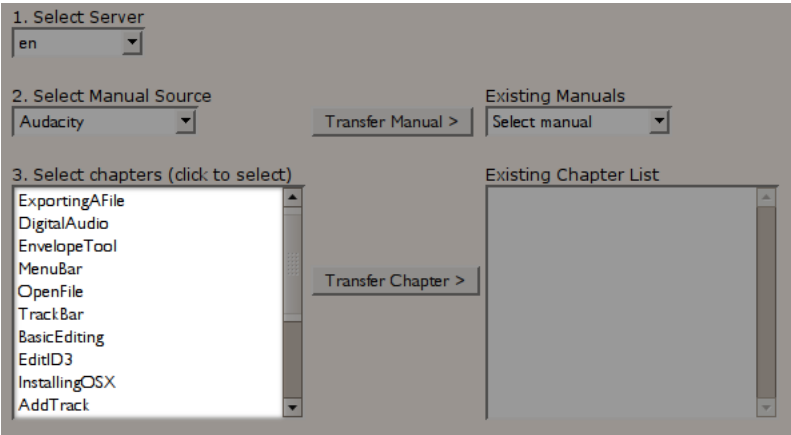 1. Select Server
en
2. Select Manual Source
Audacity
Transfer Manual >
Existing Manuals
Select manual
3. Select chapters (click to select)
ExportingAFile
DigitalAudio
EnvelopeTool
MenuBar
OpenFile
TrackBar
BasicEditing
EditID3
InstallingOSX
AddTrack
Transfer Chapter >
Existing Chapter List